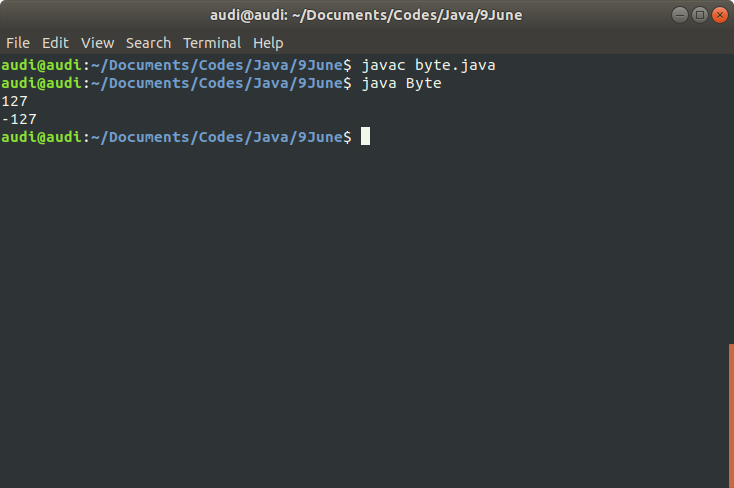 audi@audi: ~/Documents/Codes/Java/9June
File Edit View Search Terminal Help
audi@audi:~/Documents/Codes/Java/9June$ javac byte.java
audi@audi:~/Documents/Codes/Java/9June$ java Byte
127
-127
audi@audi:~/Documents/Codes/Java/9June$